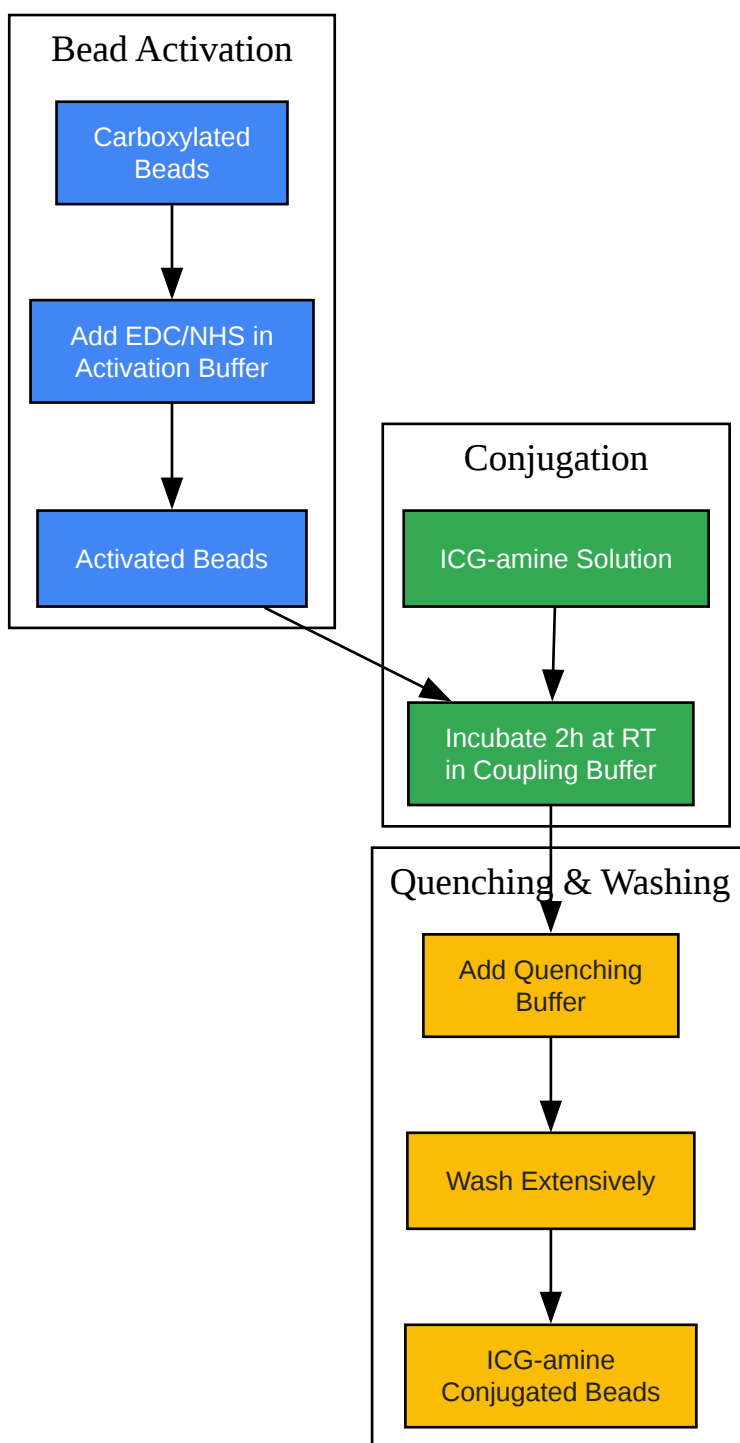 Bead Activation
Carboxylated
Beads
Add EDC/NHS in
Activation Buffer
Activated Beads
Conjugation
ICG-amine Solution
Incubate 2h at RT
in Coupling Buffer
Quenching & Washing
Add Quenching
Buffer
Wash Extensively
ICG-amine
Conjugated Beads